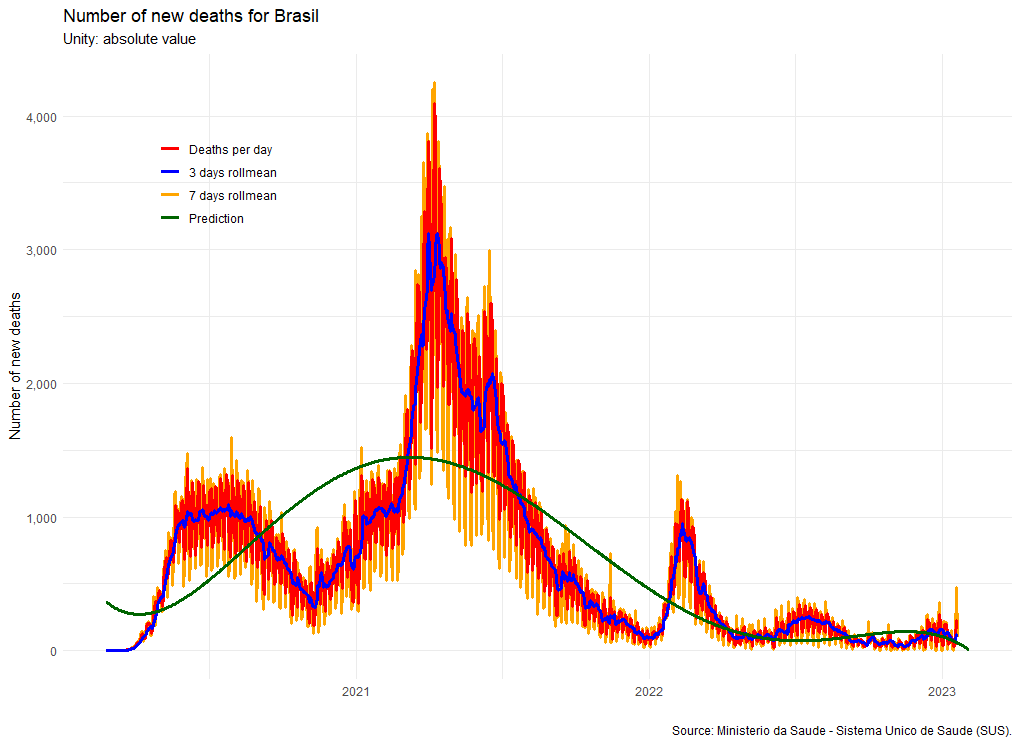 Number of new deaths for Brasil
Unity: absolute value
Number of new deaths
4,000
3,000
2,000
1,000
0
Deaths per day
3 days rollmean
7 days rollmean
Prediction
2021
2022
2023
Source: Ministerio da Saude - Sistema Unico de Saude (SUS).